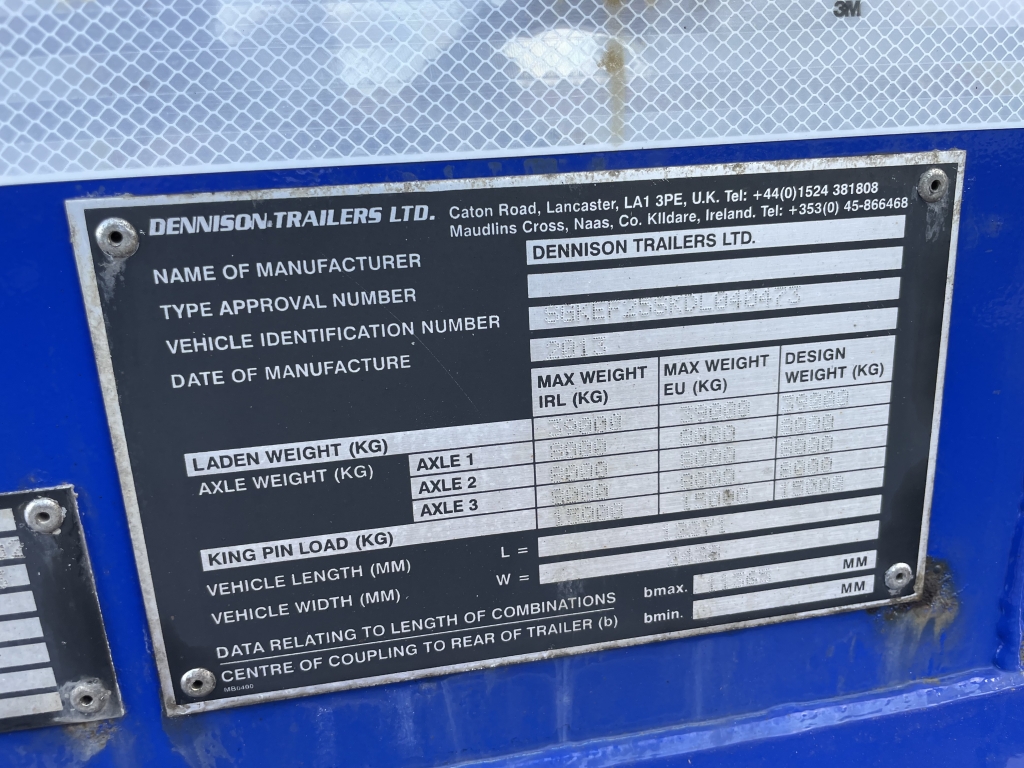 3M
DENNISON TRAILERS LTD. Caton Road, Lancaster, LA1 3PE, U.K. Tel: +44(0)1524 381808
Maudlins Cross, Naas, Co. Kildare, Ireland. Tel: +353(0) 45-866468
NAME OF MANUFACTURER DENNISON TRAILERS LTD.
TYPE APPROVAL NUMBER
VEHICLE IDENTIFICATION NUMBER
DATE OF MANUFACTURE 2013
MAX WEIGHT IRL (KG) MAX WEIGHT EU (KG) DESIGN WEIGHT (KG)
LADEN WEIGHT (KG) 39000 39000 39000
AXLE WEIGHT (KG) AXLE 1
AXLE 2
AXLE 3
KING PIN LOAD (KG)
VEHICLE LENGTH (MM) L =
VEHICLE WIDTH (MM) W =
DATA RELATING TO LENGTH OF COMBINATIONS bmax. MM
CENTRE OF COUPLING TO REAR OF TRAILER (b) bmin. MM
MB0400